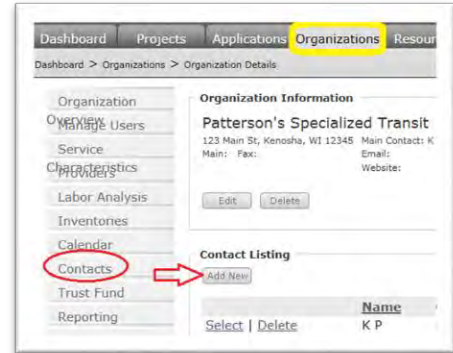 Dashboard Projects Applications Organizations Resour
Dashboard > Organizations > Organization Details
Organization
Overview
Manage Users
Service
Characteristics
Providers
Labor Analysis
Inventories
Calendar
Contacts
Trust Fund
Reporting
Organization Information
Patterson's Specialized Transit
123 Main St, Kenosha, WI 12345 Main Contact: K
Main: Fax: Email:
Website:
Edit Delete
Contact Listing
Add New
Name
Select | Delete K P